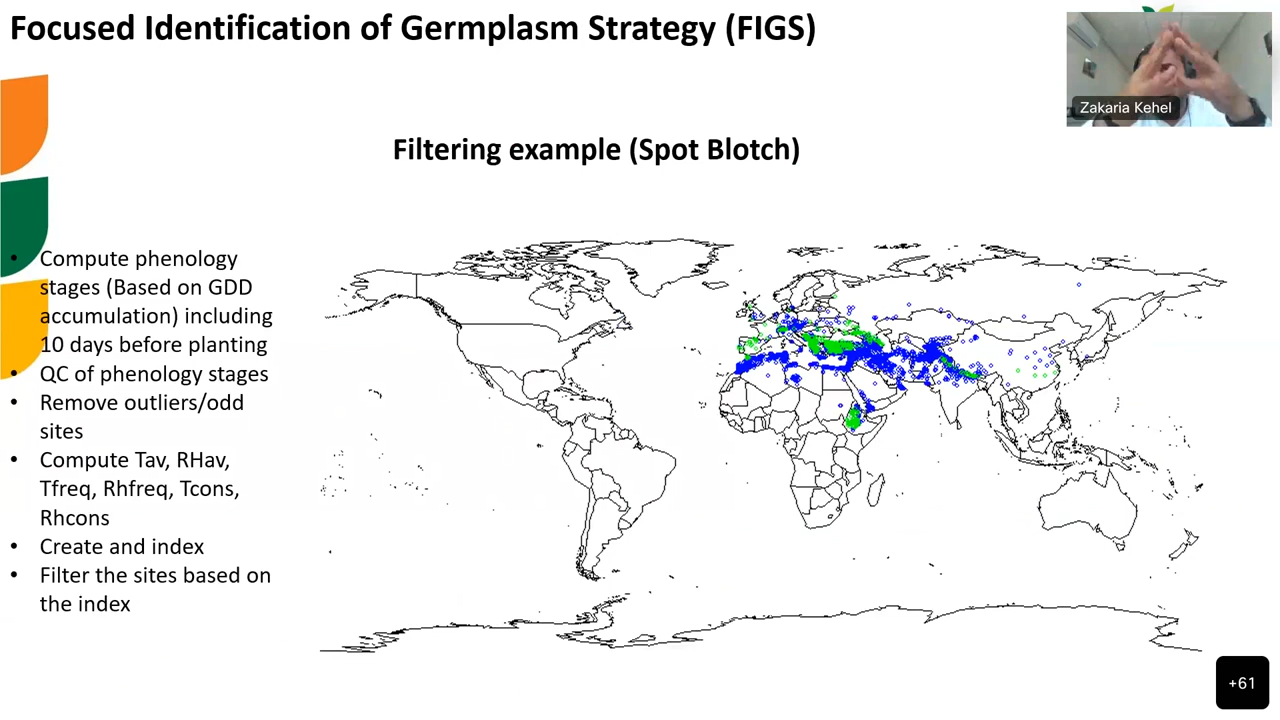 Focused Identification of Germplasm Strategy (FIGS)
Zakaria Kehel
Filtering example (Spot Blotch)
• Compute phenology
stages (Based on GDD
accumulation) including
10 days before planting
• QC of phenology stages
• Remove outliers/odd
sites
• Compute Tav, RHav,
Tfreq, Rhfreq, Tcons,
Rhcons
• Create and index
• Filter the sites based on
the index
+61